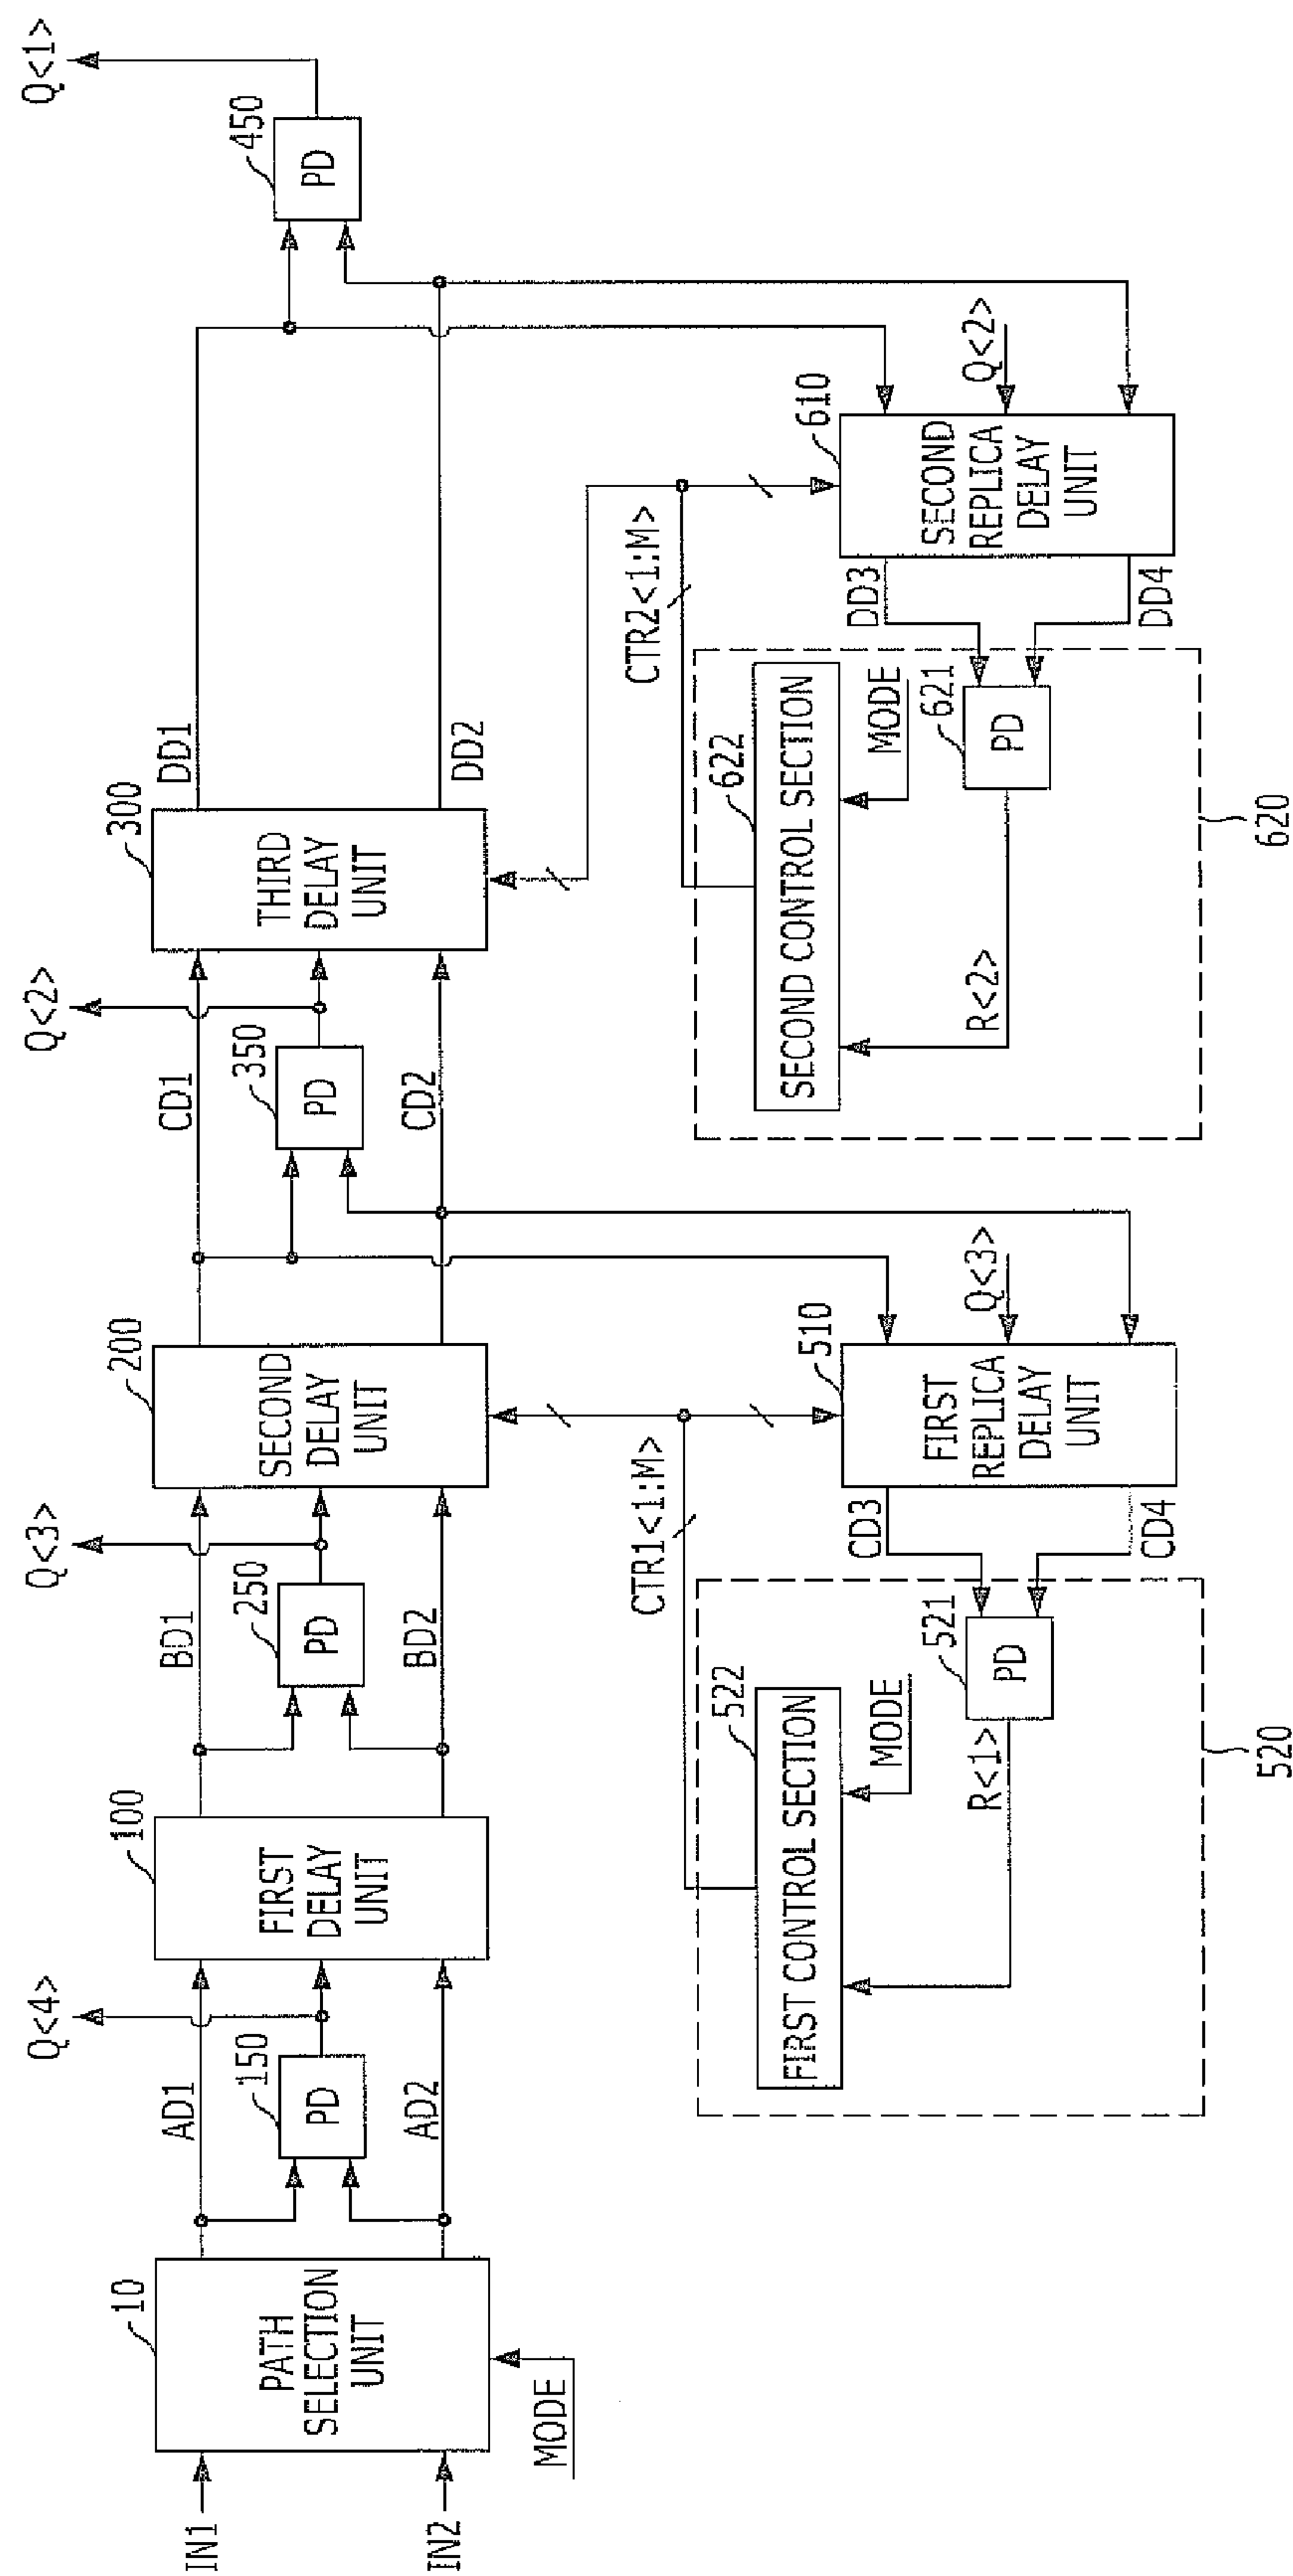 IN1
IN2
10
PATH
SELECTION
UNIT
MODE
AD1
AD2
150
PD
Q<4>
100
FIRST
DELAY
UNIT
BD1
BD2
250
PD
Q<3>
200
SECOND
DELAY
UNIT
CD1
CD2
350
PD
Q<2>
300
THIRD
DELAY
UNIT
DD1
DD2
450
PD
Q<1>
CTR1<1:M>
510
FIRST
REPLICA
DELAY
UNIT
Q<3>
CD3
CD4
522
FIRST CONTROL SECTION
MODE
521
PD
R<1>
520
CTR2<1:M>
610
SECOND
REPLICA
DELAY
UNIT
Q<2>
DD3
DD4
622
SECOND CONTROL SECTION
MODE
621
PD
R<2>
620